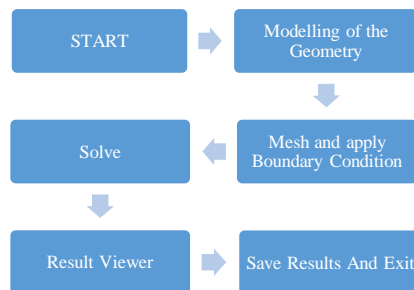 START
Modelling of the
Geometry
Mesh and apply
Boundary Condition
Solve
Result Viewer
Save Results And Exit